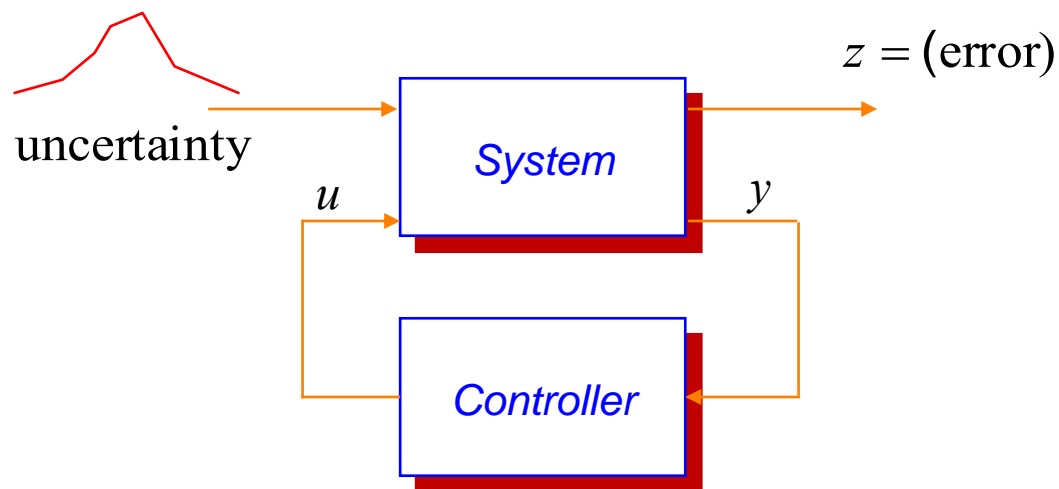 z = (error)
uncertainty
System
u
y
Controller